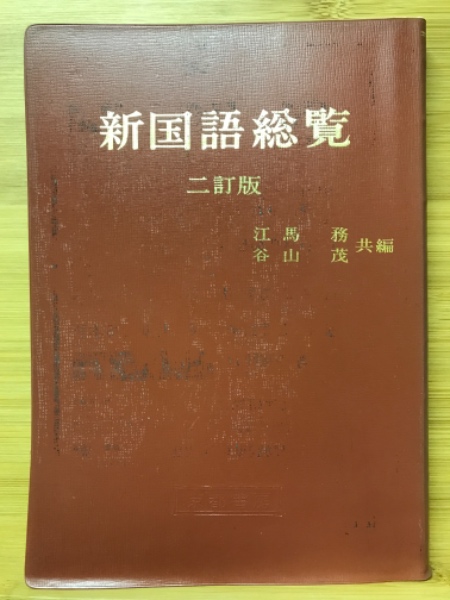 新国語総覧
二訂版
江馬 務
谷山 茂
共編